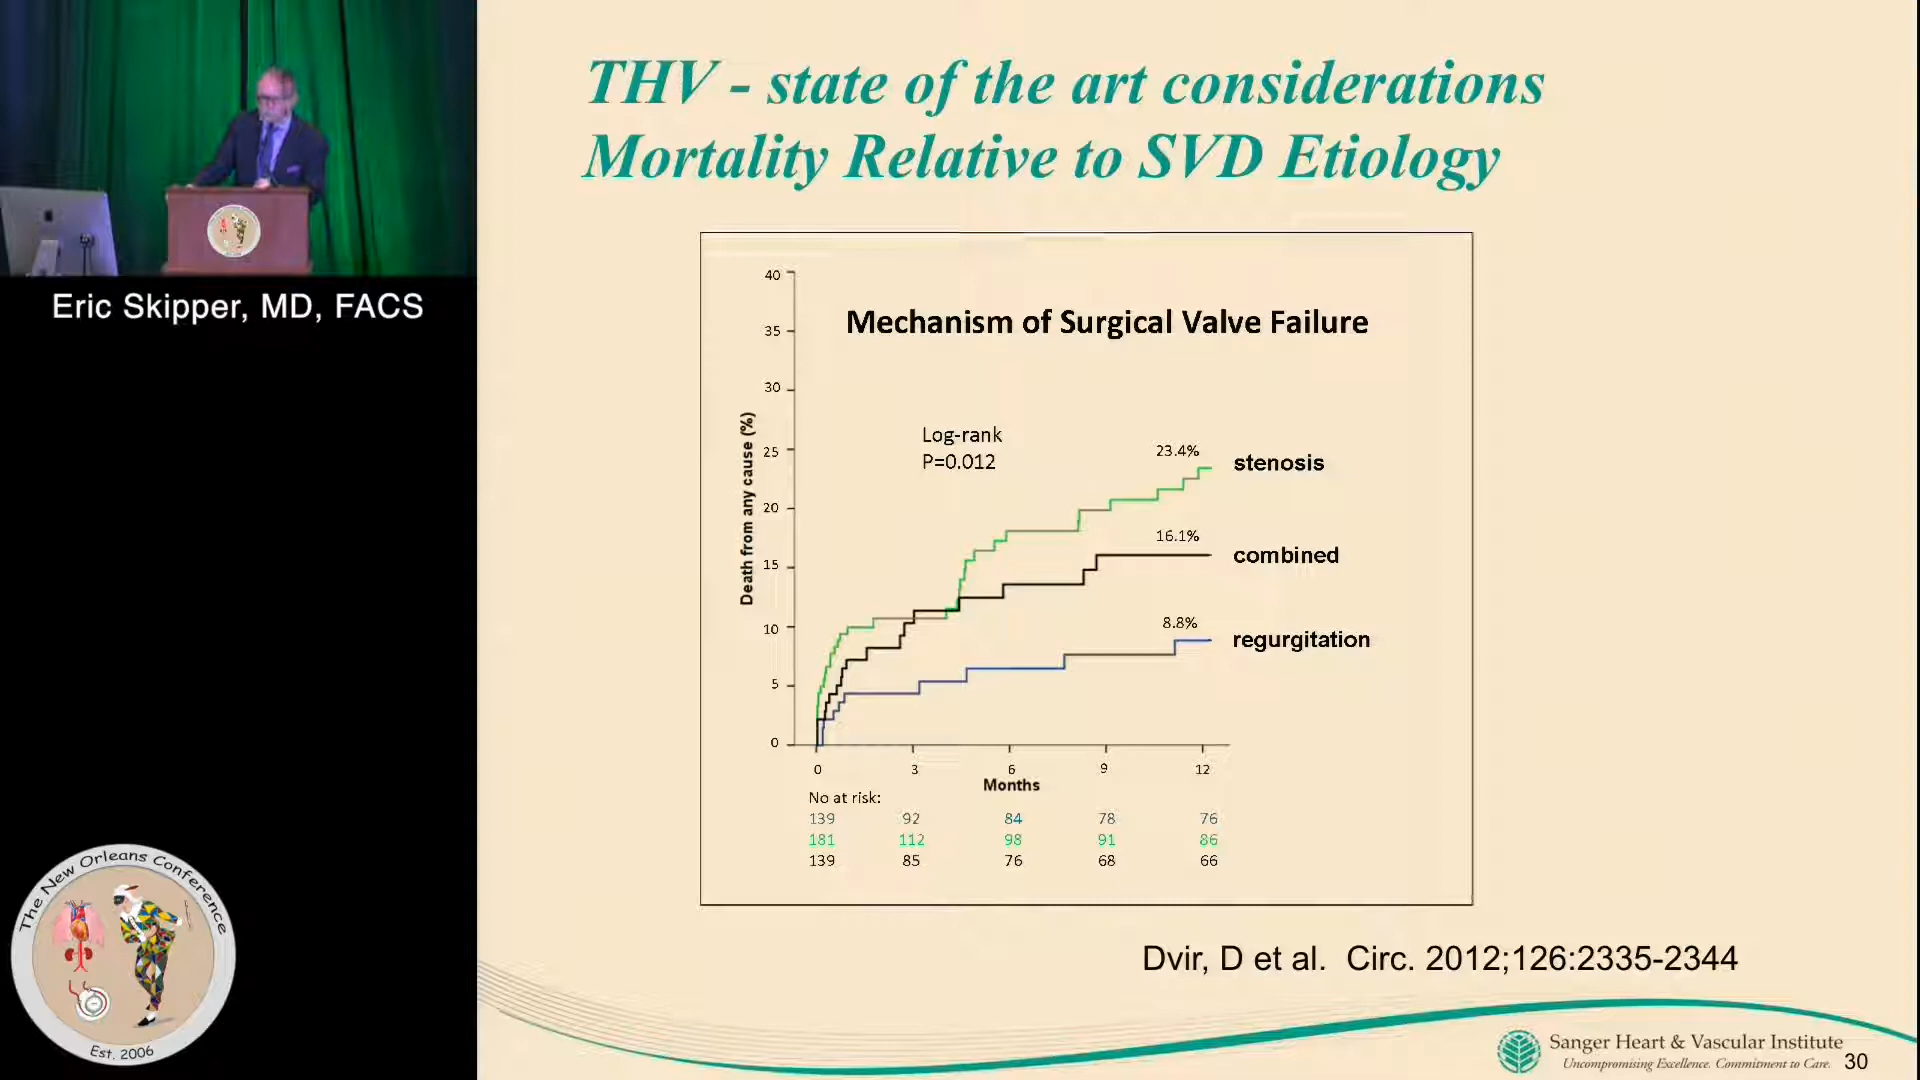 THV - state of the art considerations
Mortality Relative to SVD Etiology
Eric Skipper, MD, FACS
Mechanism of Surgical Valve Failure
Death from any cause (%)
40
35
30
25
20
15
10
5
0
Log-rank
P=0.012
23.4%
stenosis
16.1%
combined
8.8%
regurgitation
0 3 6 9 12
Months
No at risk:
139 92 84 78 76
181 112 98 91 86
139 85 76 68 66
Dvir, D et al. Circ. 2012;126:2335-2344
The New Orleans Conference
Est. 2006
Sanger Heart & Vascular Institute
Uncompromising Excellence. Commitment to Care.
30